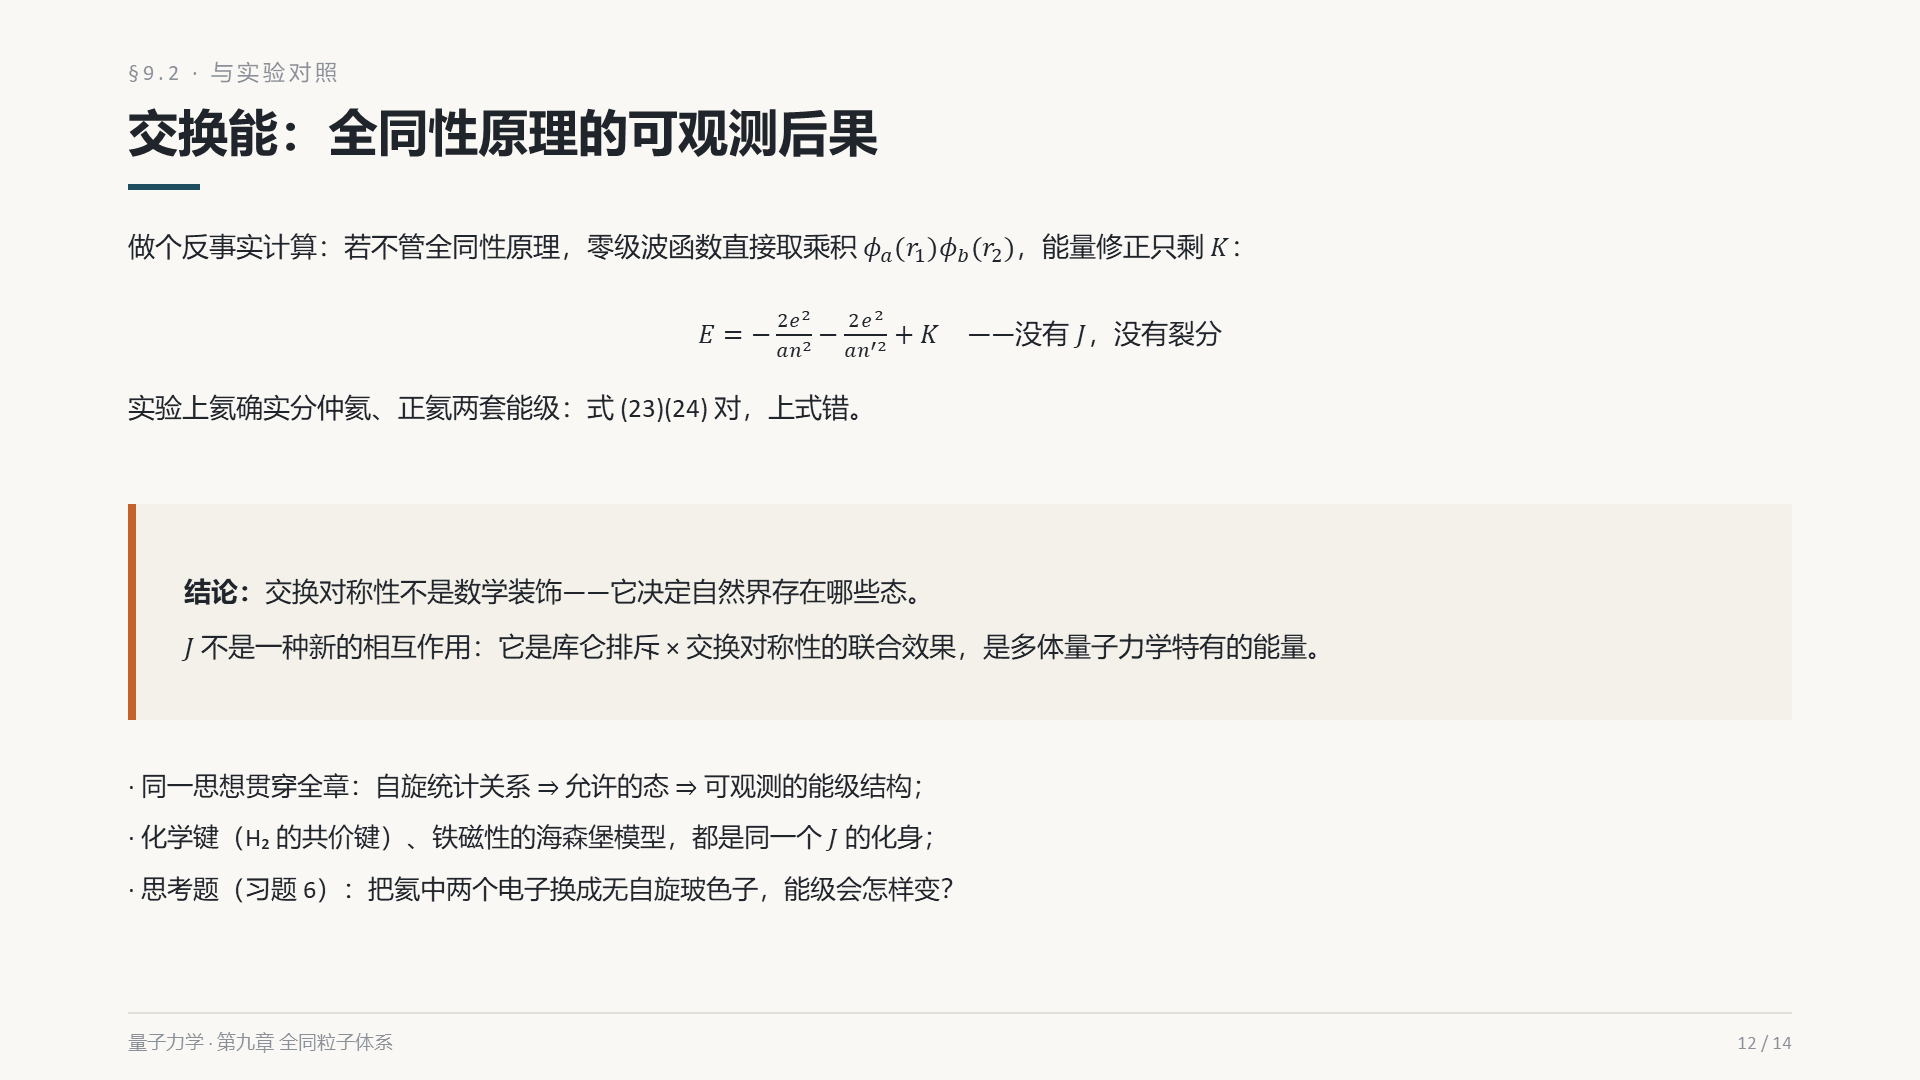 §9.2 · 与实验对照
交换能：全同性原理的可观测后果
做个反事实计算：若不管全同性原理，零级波函数直接取乘积 ϕₐ(r₁)ϕ_b(r₂)，能量修正只剩 K：
E = − 2e²/an² − 2e²/an′² + K ——没有 J，没有裂分
实验上氦确实分仲氦、正氦两套能级：式 (23)(24) 对，上式错。
结论：交换对称性不是数学装饰——它决定自然界存在哪些态。
J 不是一种新的相互作用：它是库仑排斥 × 交换对称性的联合效果，是多体量子力学特有的能量。
· 同一思想贯穿全章：自旋统计关系 ⇒ 允许的态 ⇒ 可观测的能级结构；
· 化学键（H₂ 的共价键）、铁磁性的海森堡模型，都是同一个 J 的化身；
· 思考题（习题 6）：把氦中两个电子换成无自旋玻色子，能级会怎样变？
量子力学 · 第九章 全同粒子体系
12 / 14